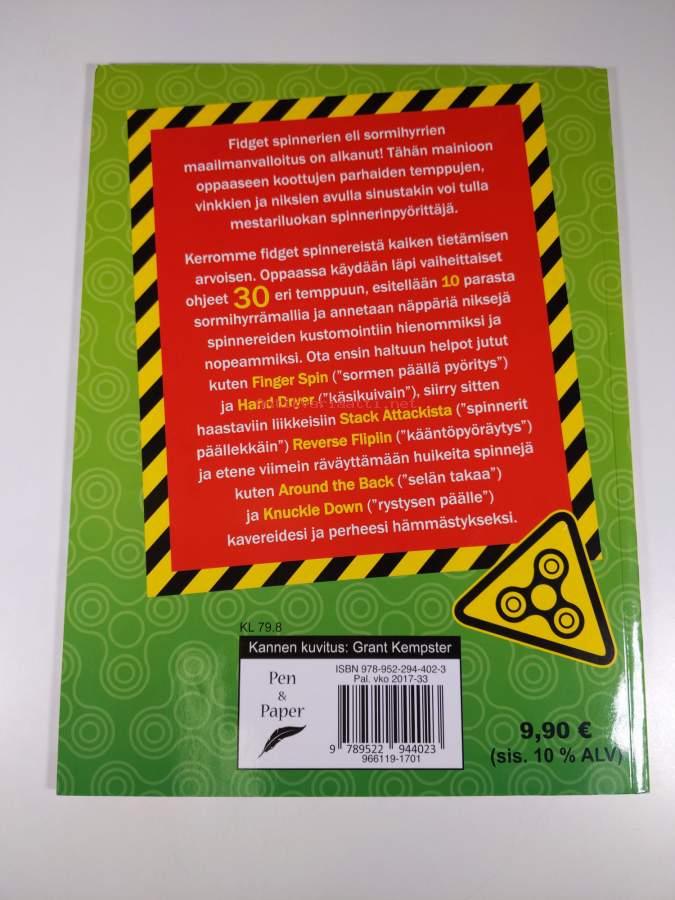 Fidget spinnerien eli sormihyrrien
maailmanvalloitus on alkanut! Tähän mainioon
oppaaseen koottujen parhaiden temppujen,
vinkkien ja niksien avulla sinustakin voi tulla
mestariluokan spinnerinpyörittäjä.
Kerromme fidget spinnereistä kaiken tietämisen
arvoisen. Oppaassa käydään läpi vaiheittaiset
ohjeet 30 eri temppuun, esitellään 10 parasta
sormihyrrämallia ja annetaan näppäriä niksejä
spinnereiden kustomointiin hienommiksi ja
nopeammiksi. Ota ensin haltuun helpot jutut
kuten Finger Spin ("sormen päällä pyöritys")
ja Hand Dryer ("käsikuivain"), siirry sitten
antikvariaatti.net
haastaviin liikkeisiin Stack Attackista ("spinnerit
päällekkäin") Reverse Flipiin ("kääntöpyöräytys")
ja etene viimein räväyttämään huikeita spinnejä
kuten Around the Back ("selän takaa")
ja Knuckle Down ("rystysen päälle")
kavereidesi ja perheesi hämmästykseksi.
KL 79.8
Kannen kuvitus: Grant Kempster
Pen
&
Paper
ISBN 978-952-294-402-3
Pal. vko 2017-33
9 789522 944023
966119-1701
9,90 €
(sis. 10 % ALV)